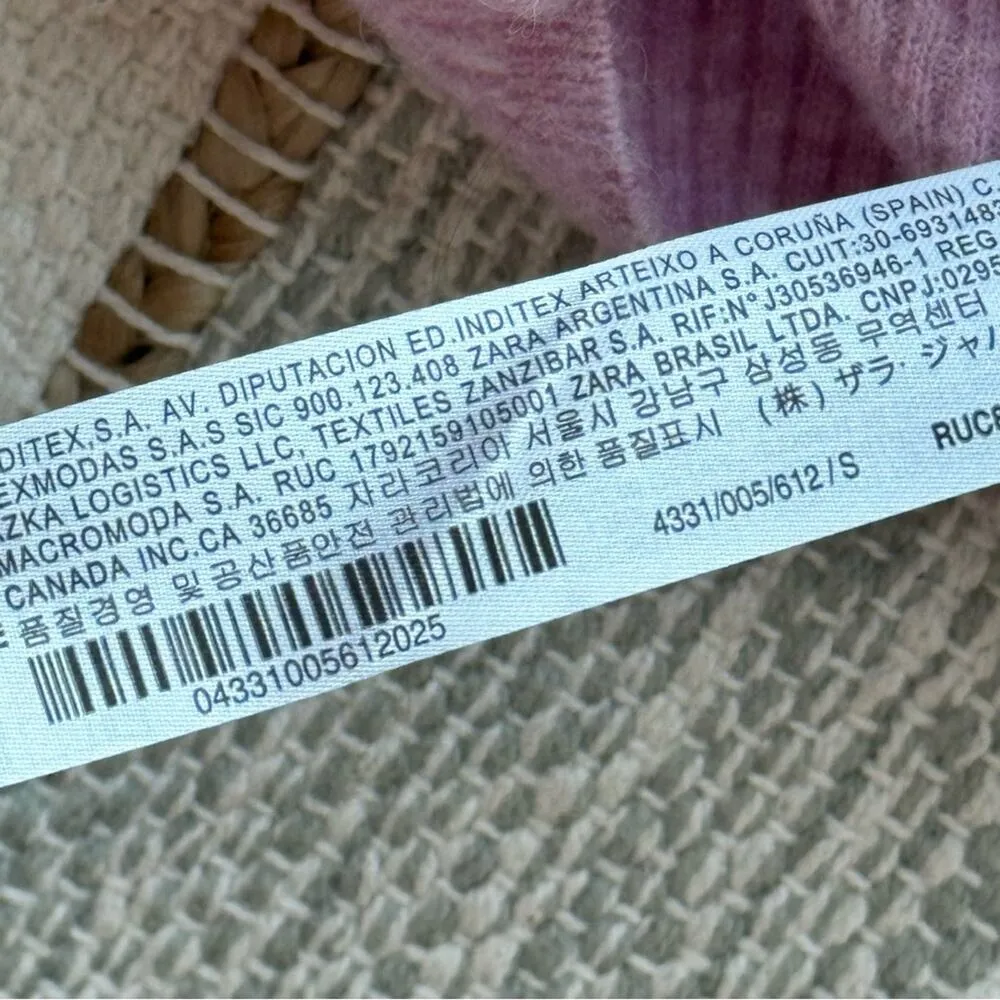 DITEX,S.A. AV. DIPUTACION ED.INDITEX ARTEIXO A CORUÑA (SPAIN) C.
EXMODAS S.A.S SIC 900.123.408 ZARA ARGENTINA S.A. CUIT:30-693148
ZKA LOGISTICS LLC, TEXTILES ZANZIBAR S.A. RIF:N°J30536946-1 REG
MACROMODA S.A. RUC 1792159105001 ZARA BRASIL LTDA. CNPJ:0295
CANADA INC.CA 36685 자라코리아 서울시 강남구 삼성동 무역센터
품질경영 및공산품안전 관리법에 의한 품질표시 (株) ザラ・ジャパ
04331005612025
4331/005/612/S
RUC